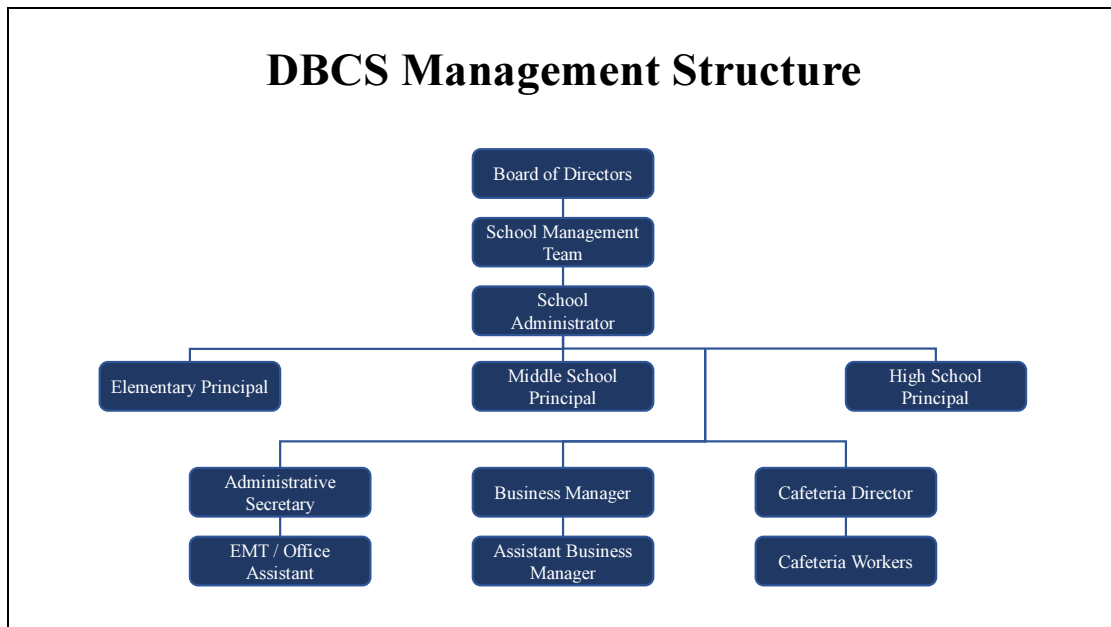 DBCS Management Structure
Board of Directors
School Management
Team
School
Administrator
Elementary Principal
Middle School
Principal
High School
Principal
Administrative
Secretary
Business Manager
Cafeteria Director
EMT / Office
Assistant
Assistant Business
Manager
Cafeteria Workers